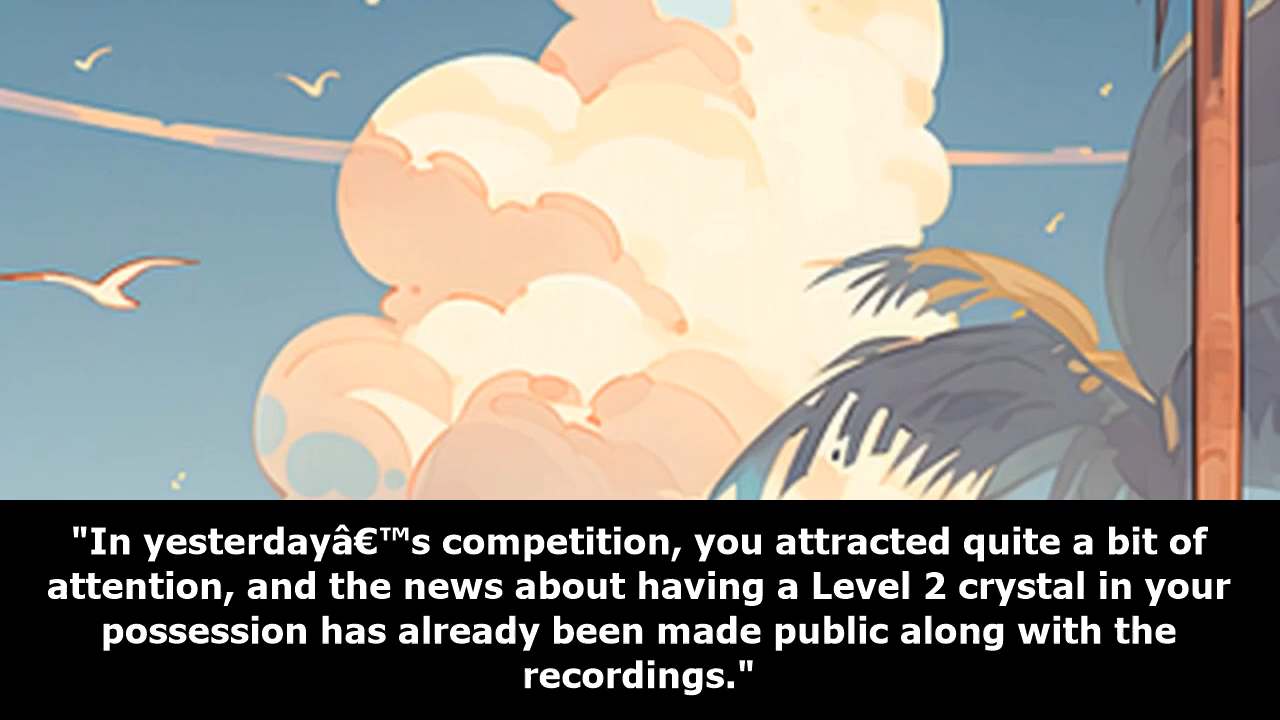 "In yesterdayâ€™s competition, you attracted quite a bit of
attention, and the news about having a Level 2 crystal in your
possession has already been made public along with the
recordings."